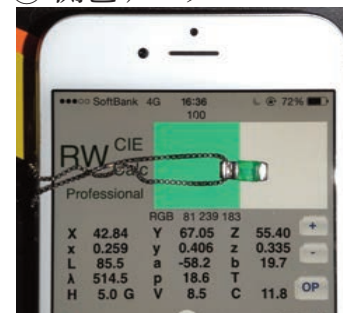 ●●●○○ SoftBank 4G 16:36 72%
100
RW CIE
Calc
Professional
RGB 81 239 183
X 42.84 Y 67.05 Z 55.40 +
x 0.259 y 0.406 z 0.335 -
L 85.5 a -58.2 b 19.7
λ 514.5 p 18.6 T OP
H 5.0 G V 8.5 C 11.8